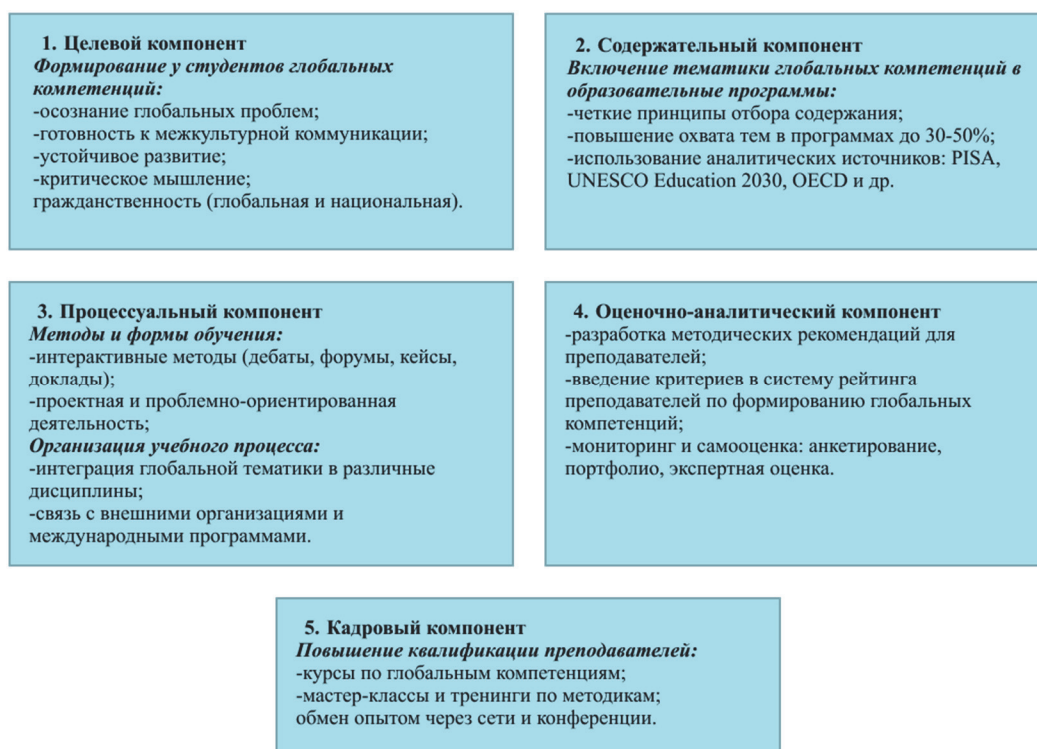 1. Целевой компонент
Формирование у студентов глобальных
компетенций:
-осознание глобальных проблем;
-готовность к межкультурной коммуникации;
-устойчивое развитие;
-критическое мышление;
гражданственность (глобальная и национальная).
2. Содержательный компонент
Включение тематики глобальных компетенций в
образовательные программы:
-четкие принципы отбора содержания;
-повышение охвата тем в программах до 30-50%;
-использование аналитических источников: PISA,
UNESCO Education 2030, OECD и др.
3. Процессуальный компонент
Методы и формы обучения:
-интерактивные методы (дебаты, форумы, кейсы,
доклады);
-проектная и проблемно-ориентированная
деятельность;
Организация учебного процесса:
-интеграция глобальной тематики в различные
дисциплины;
-связь с внешними организациями и
международными программами.
4. Оценочно-аналитический компонент
-разработка методических рекомендаций для
преподавателей;
-введение критериев в систему рейтинга
преподавателей по формированию глобальных
компетенций;
-мониторинг и самооценка: анкетирование,
портфолио, экспертная оценка.
5. Кадровый компонент
Повышение квалификации преподавателей:
-курсы по глобальным компетенциям;
-мастер-классы и тренинги по методикам;
обмен опытом через сети и конференции.